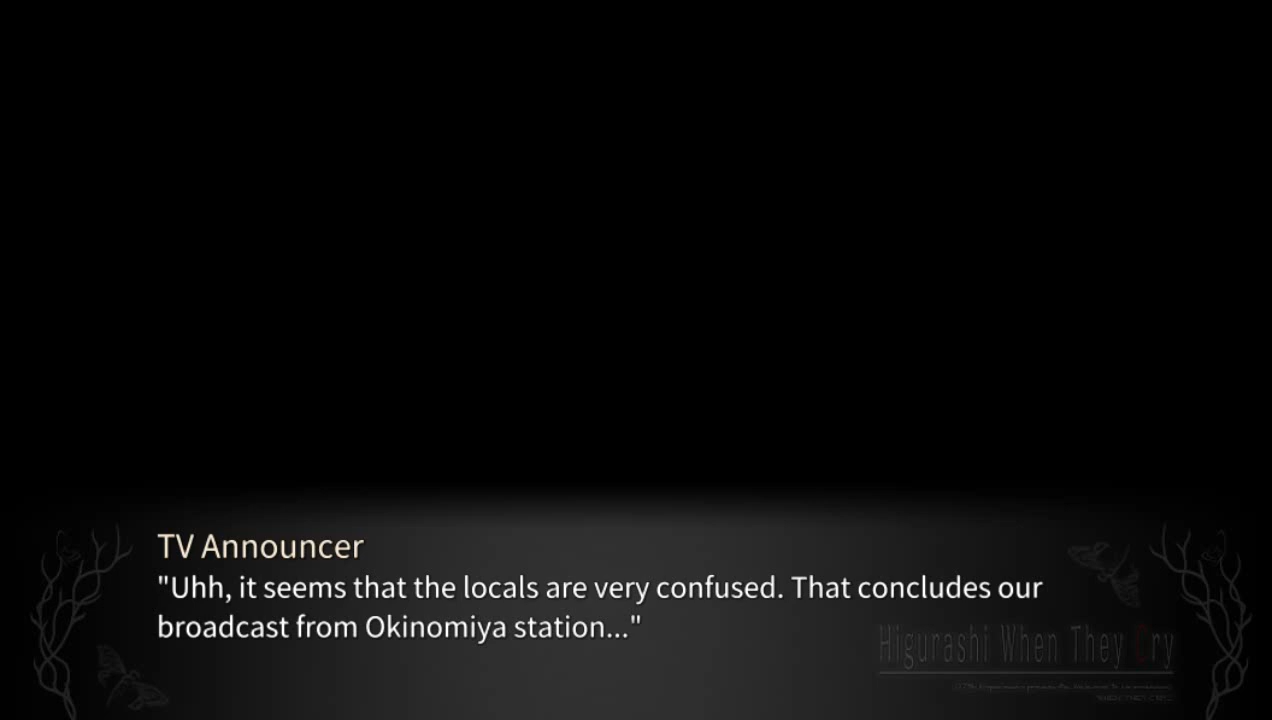 TV Announcer
"Uhh, it seems that the locals are very confused. That concludes our
broadcast from Okinomiya station..."
Higurashi When They Cry